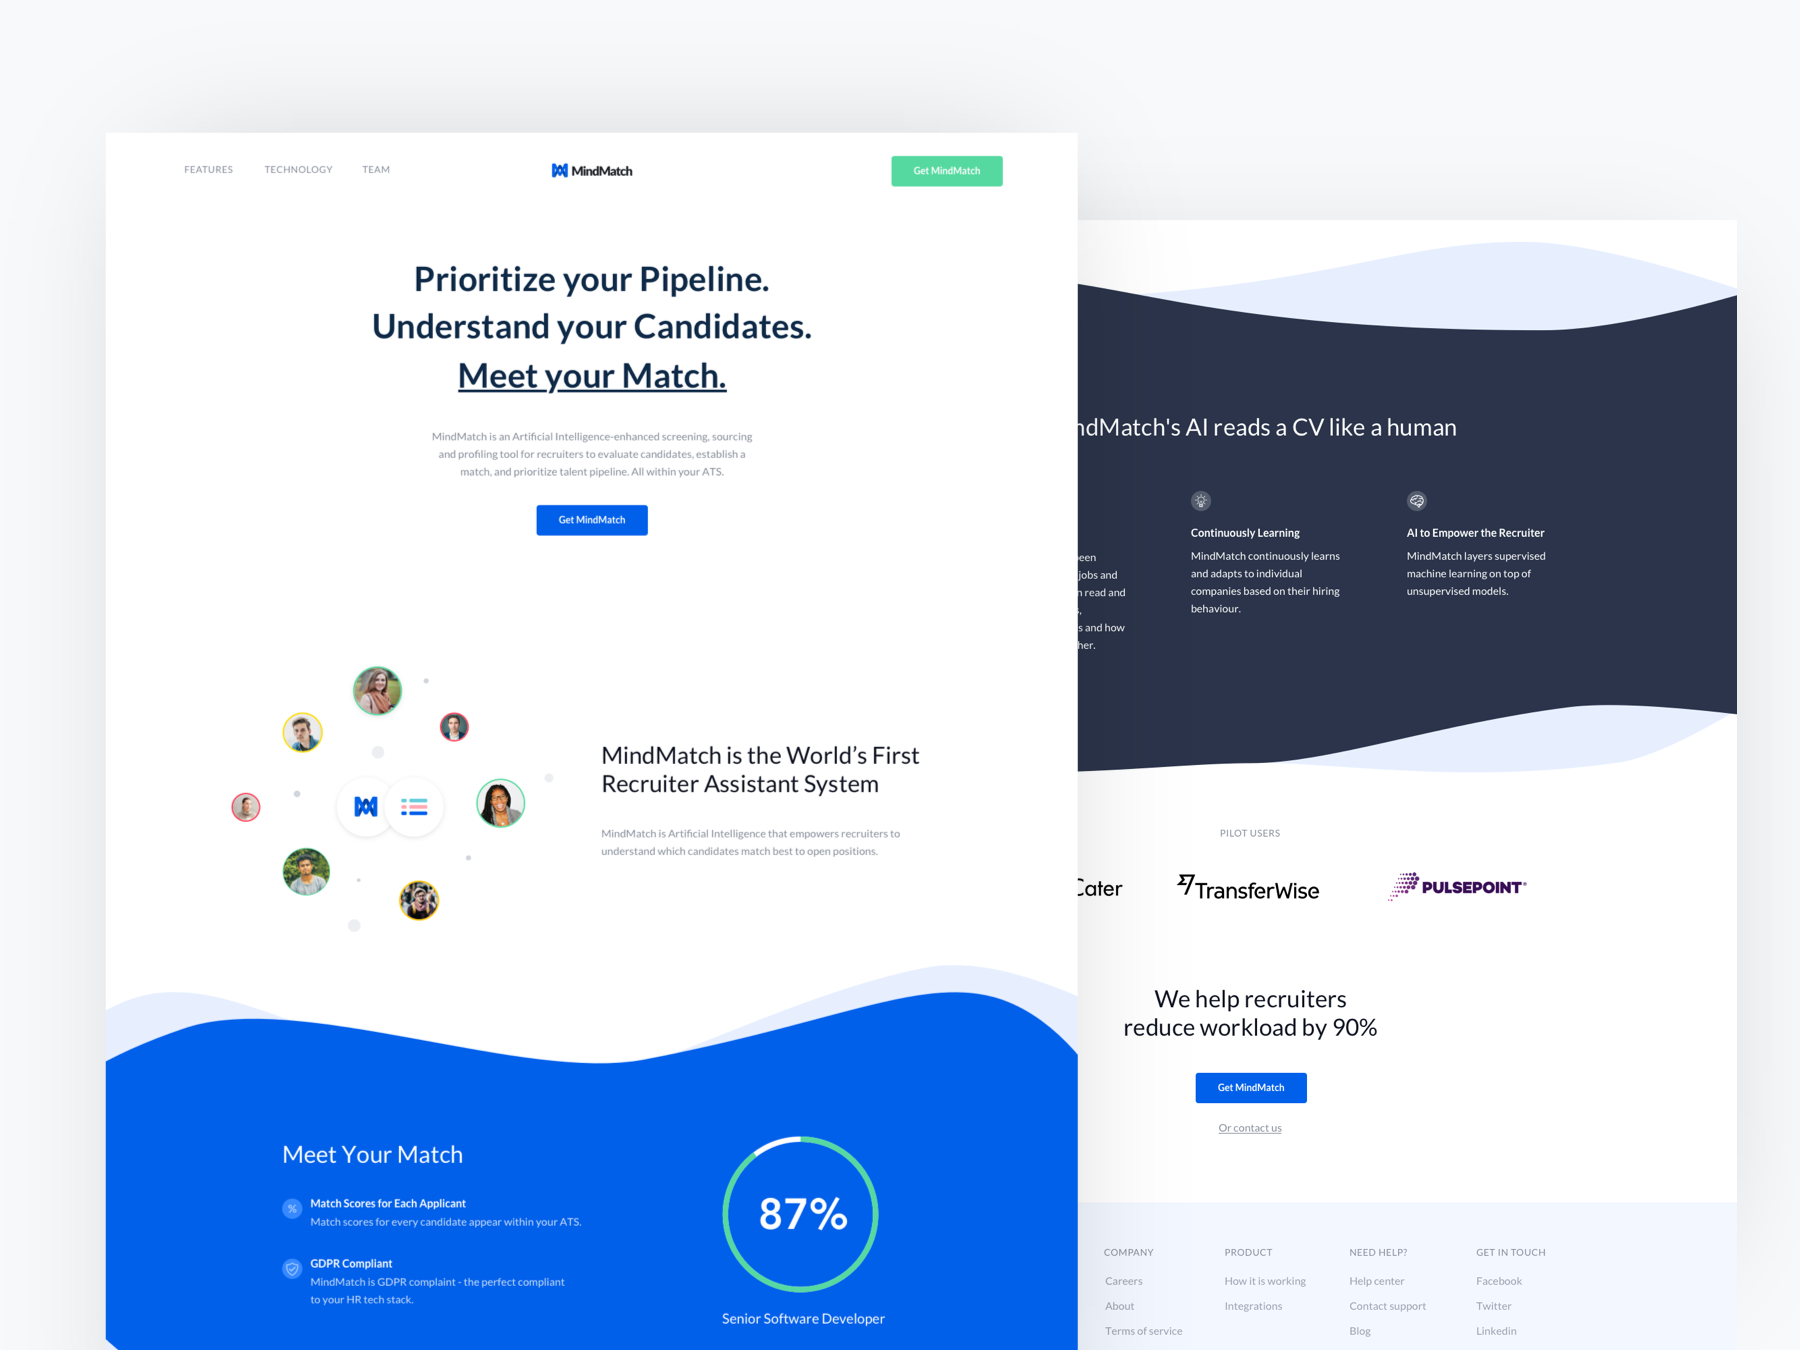 FEATURES TECHNOLOGY TEAM
MindMatch
Get MindMatch
Prioritize your Pipeline.
Understand your Candidates.
Meet your Match.
MindMatch is an Artificial Intelligence-enhanced screening, sourcing
and profiling tool for recruiters to evaluate candidates, establish a
match, and prioritize talent pipeline. All within your ATS.
Get MindMatch
MindMatch is the World’s First
Recruiter Assistant System
MindMatch is Artificial Intelligence that empowers recruiters to
understand which candidates match best to open positions.
Meet Your Match
%
Match Scores for Each Applicant
Match scores for every candidate appear within your ATS.
GDPR Compliant
MindMatch is GDPR complaint - the perfect compliant
to your HR tech stack.
87%
Senior Software Developer
ndMatch's AI reads a CV like a human
een
jobs and
n read and
s,
s and how
her.
Continuously Learning
MindMatch continuously learns
and adapts to individual
companies based on their hiring
behaviour.
AI to Empower the Recruiter
MindMatch layers supervised
machine learning on top of
unsupervised models.
PILOT USERS
Cater
TransferWise
PULSEPOINT
We help recruiters
reduce workload by 90%
Get MindMatch
Or contact us
COMPANY
Careers
About
Terms of service
PRODUCT
How it is working
Integrations
NEED HELP?
Help center
Contact support
Blog
GET IN TOUCH
Facebook
Twitter
Linkedin